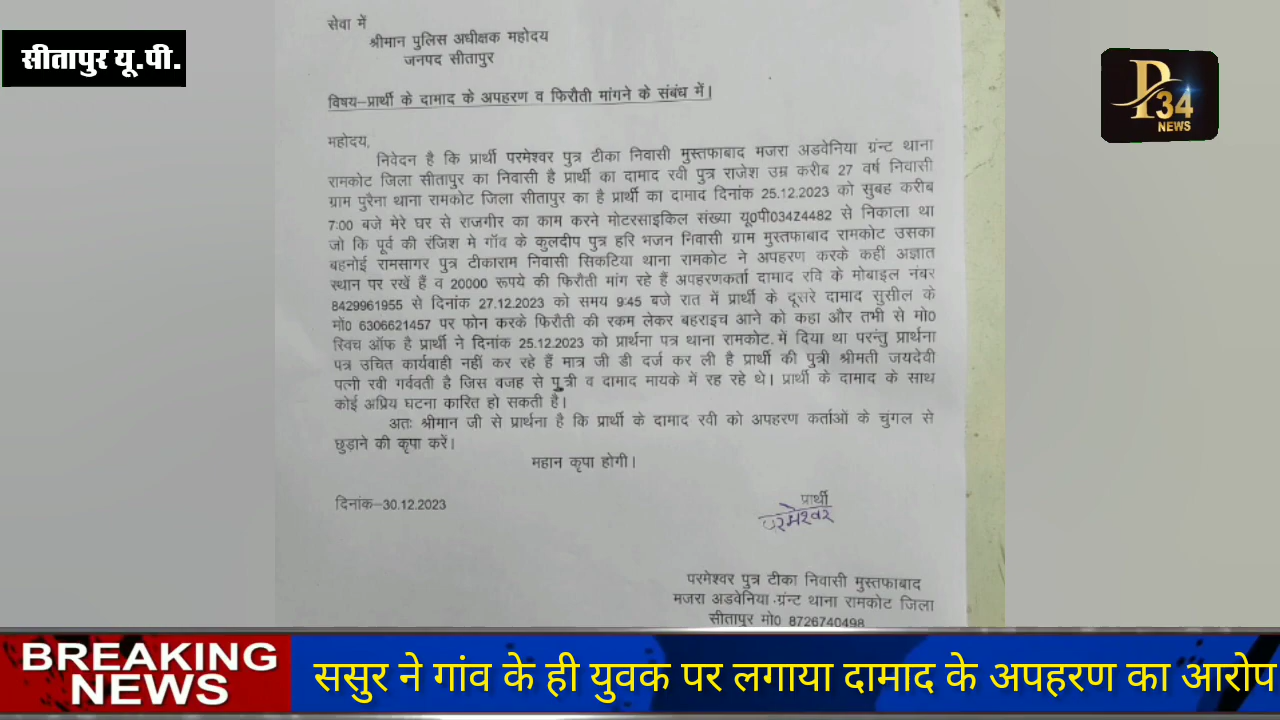 सीतापुर यू.पी.
P34
NEWS
सेवा में
श्रीमान पुलिस अधीक्षक महोदय
जनपद सीतापुर
विषय–प्रार्थी के दामाद के अपहरण व फिरौती मांगने के संबंध में।
महोदय,
निवेदन है कि प्रार्थी परमेश्वर पुत्र टीका निवासी मुस्तफाबाद मजरा अडवेनिया ग्रंन्ट थाना
रामकोट जिला सीतापुर का निवासी है प्रार्थी का दामाद रवी पुत्र राजेश उम्र करीब 27 वर्ष निवासी
ग्राम पुरैना थाना रामकोट जिला सीतापुर का है प्रार्थी का दामाद दिनांक 25.12.2023 को सुबह करीब
7:00 बजे मेरे घर से राजगीर का काम करने मोटरसाइकिल संख्या यू0पी034Z4482 से निकाला था
जो कि पूर्व की रंजिश मे गॉव के कुलदीप पुत्र हरि भजन निवासी ग्राम मुस्तफाबाद रामकोट उसका
बहनोई रामसागर पुत्र टीकाराम निवासी सिकटिया थाना रामकोट ने अपहरण करके कहीं अज्ञात
स्थान पर रखें हैं व 20000 रूपये की फिरौती मांग रहे हैं अपहरणकर्ता दामाद रवि के मोबाइल नंबर
8429961955 से दिनांक 27.12.2023 को समय 9:45 बजे रात में प्रार्थी के दूसरे दामाद सुसील के
मों0 6306621457 पर फोन करके फिरौती की रकम लेकर बहराइच आने को कहा और तभी से मो0
स्विच ऑफ है प्रार्थी ने दिनांक 25.12.2023 को प्रार्थना पत्र थाना रामकोट. में दिया था परन्तु प्रार्थना
पत्र उचित कार्यवाही नहीं कर रहे हैं मात्र जी डी दर्ज कर ली है प्रार्थी की पुत्री श्रीमती जयदेवी
पत्नी रवी गर्ववती है जिस वजह से पुत्री व दामाद मायके में रह रहे थे। प्रार्थी के दामाद के साथ
कोई अप्रिय घटना कारित हो सकती है।
अतः श्रीमान जी से प्रार्थना है कि प्रार्थी के दामाद रवी को अपहरण कर्ताओं के चुंगल से
छुड़ाने की कृपा करें।
महान कृपा होगी।
दिनांक–30.12.2023
प्रार्थी
परमेश्वर
परमेश्वर पुत्र टीका निवासी मुस्तफाबाद
मजरा अडवेनिया ग्रंन्ट थाना रामकोट जिला
सीतापुर मो0 8726740498
BREAKING
NEWS
ससुर ने गांव के ही युवक पर लगाया दामाद के अपहरण का आरोप